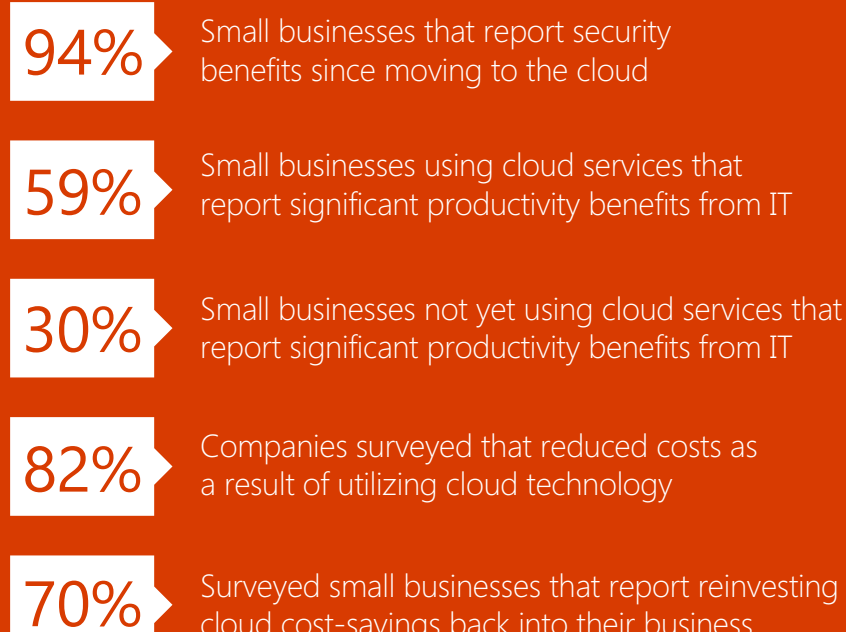 94%
Small businesses that report security
benefits since moving to the cloud
59%
Small businesses using cloud services that
report significant productivity benefits from IT
30%
Small businesses not yet using cloud services that
report significant productivity benefits from IT
82%
Companies surveyed that reduced costs as
a result of utilizing cloud technology
70%
Surveyed small businesses that report reinvesting
cloud cost-savings back into their business